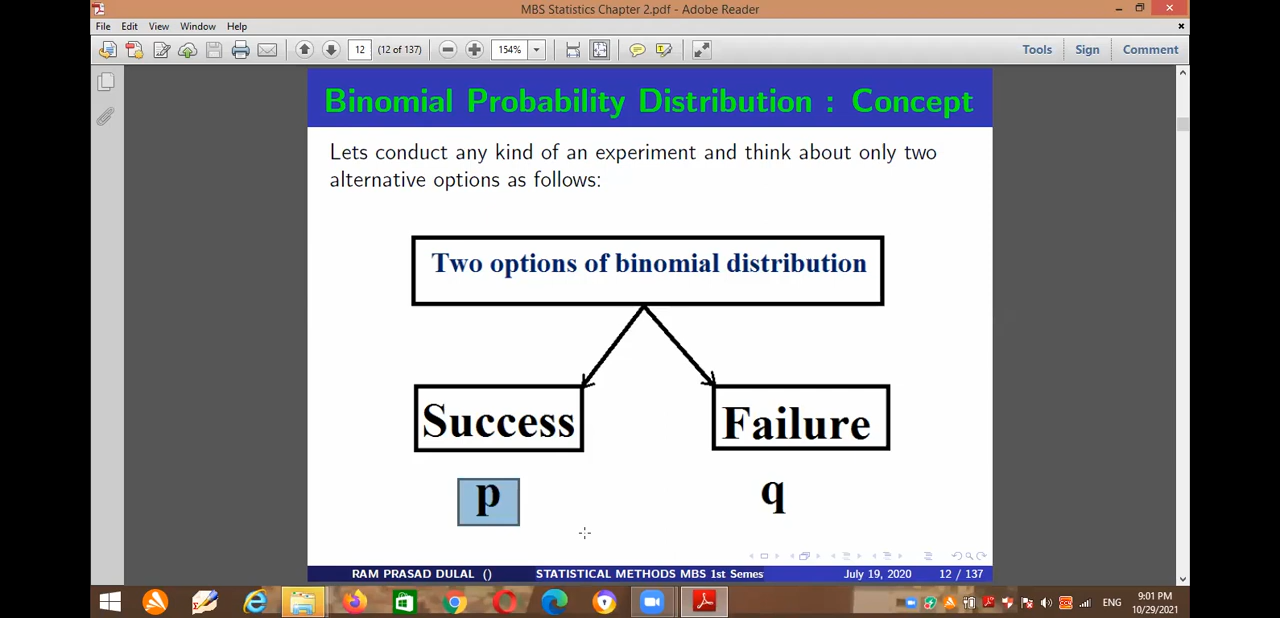 MBS Statistics Chapter 2.pdf - Adobe Reader
File Edit View Window Help
12 (12 of 137) 154% Tools Sign Comment
Binomial Probability Distribution : Concept
Lets conduct any kind of an experiment and think about only two
alternative options as follows:
Two options of binomial distribution
Success Failure
p q
RAM PRASAD DULAL () STATISTICAL METHODS MBS 1st Semes July 19, 2020 12 / 137
ENG
9:01 PM
10/29/2021